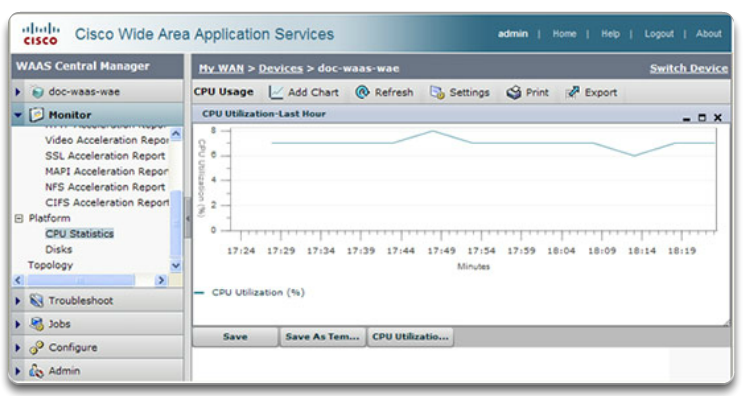 CISCO
Cisco Wide Area Application Services
admin | Home | Help | Logout | About
WAAS Central Manager
My WAN > Devices > doc-waas-wae
Switch Device
doc-waas-wae
CPU Usage Add Chart Refresh Settings Print Export
Monitor
CPU Utilization-Last Hour
Video Acceleration Repor
SSL Acceleration Report
MAPI Acceleration Repor
NFS Acceleration Report
CIFS Acceleration Report
Platform
CPU Statistics
Disks
Topology
Troubleshoot
Jobs
Configure
Admin
CPU Utilization (%)
8
6
4
2
0
17:24 17:29 17:34 17:39 17:44 17:49 17:54 17:59 18:04 18:09 18:14 18:19
Minutes
CPU Utilization (%)
Save
Save As Tem...
CPU Utilizatio...